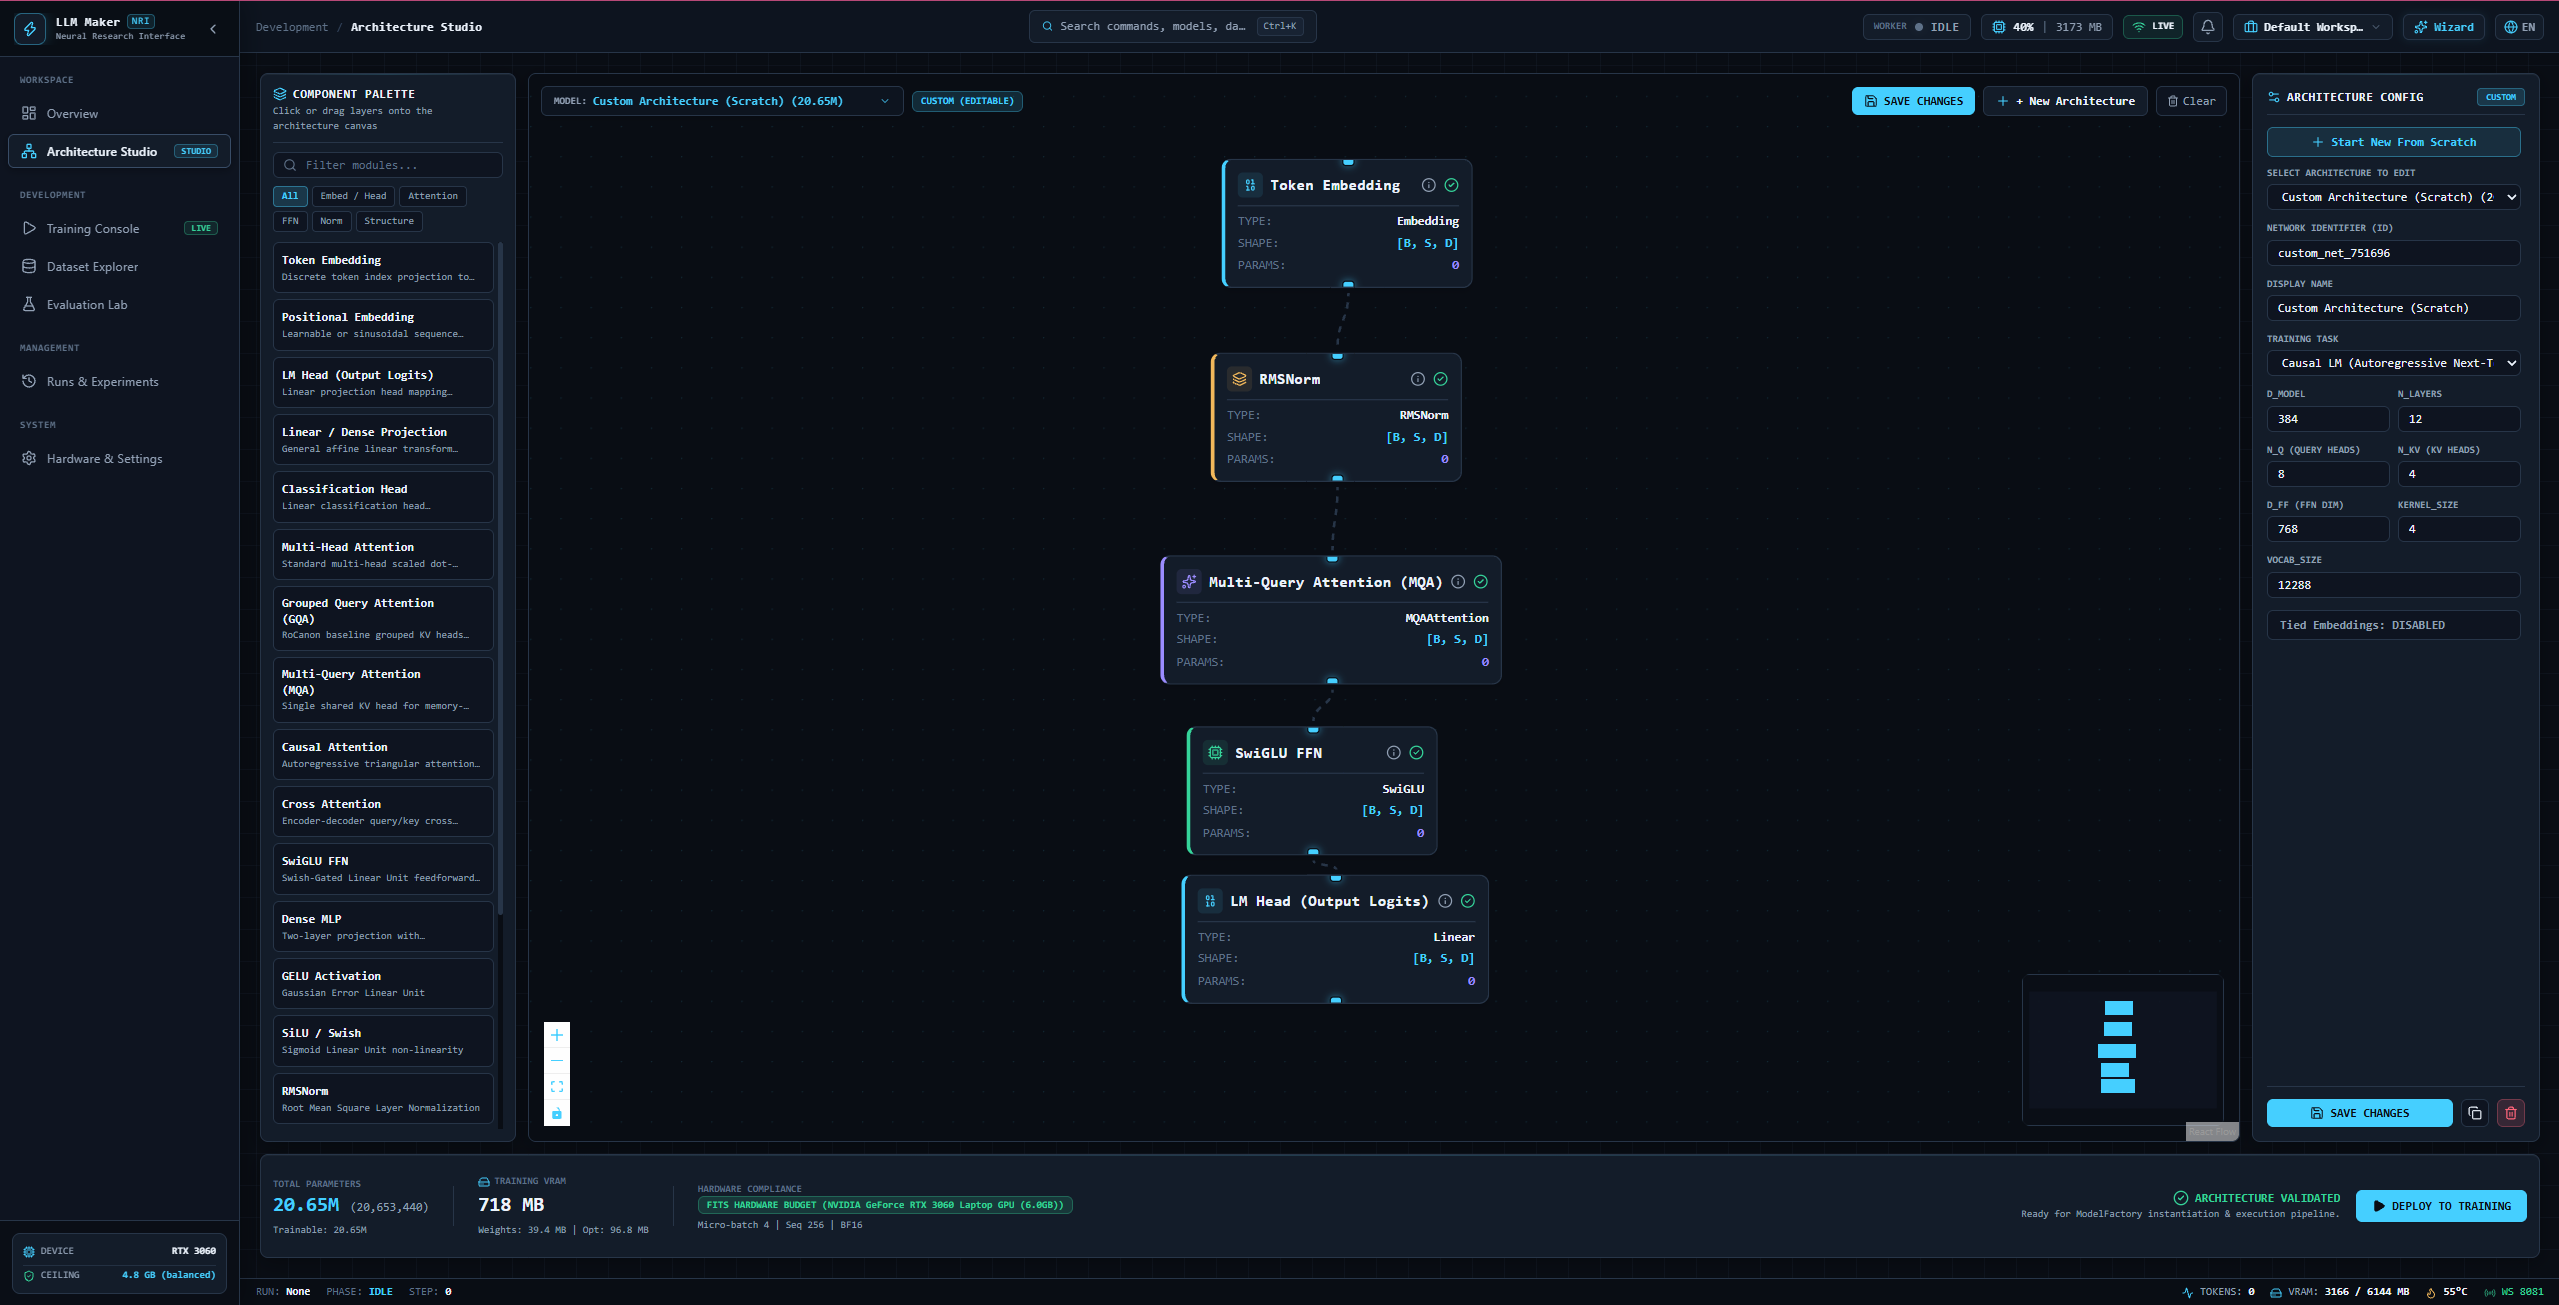 LLM Maker NRI
Neural Research Interface
Development / Architecture Studio
Search commands, models, da… Ctrl+K
WORKER IDLE
40% | 3173 MB
LIVE
Default Worksp…
Wizard
EN
WORKSPACE
Overview
Architecture Studio STUDIO
DEVELOPMENT
Training Console LIVE
Dataset Explorer
Evaluation Lab
MANAGEMENT
Runs & Experiments
SYSTEM
Hardware & Settings
DEVICE RTX 3060
CEILING 4.8 GB (balanced)
COMPONENT PALETTE
Click or drag layers onto the
architecture canvas
Filter modules...
All Embed / Head Attention
FFN Norm Structure
Token Embedding
Discrete token index projection to…
Positional Embedding
Learnable or sinusoidal sequence…
LM Head (Output Logits)
Linear projection head mapping…
Linear / Dense Projection
General affine linear transform…
Classification Head
Linear classification head…
Multi-Head Attention
Standard multi-head scaled dot-…
Grouped Query Attention
(GQA)
RoCanon baseline grouped KV heads…
Multi-Query Attention
(MQA)
Single shared KV head for memory-…
Causal Attention
Autoregressive triangular attention…
Cross Attention
Encoder-decoder query/key cross…
SwiGLU FFN
Swish-Gated Linear Unit feedforward…
Dense MLP
Two-layer projection with…
GELU Activation
Gaussian Error Linear Unit
SiLU / Swish
Sigmoid Linear Unit non-linearity
RMSNorm
Root Mean Square Layer Normalization
MODEL: Custom Architecture (Scratch) (20.65M)
CUSTOM (EDITABLE)
SAVE CHANGES
+ New Architecture
Clear
Token Embedding
TYPE: Embedding
SHAPE: [B, S, D]
PARAMS: 0
RMSNorm
TYPE: RMSNorm
SHAPE: [B, S, D]
PARAMS: 0
Multi-Query Attention (MQA)
TYPE: MQAAttention
SHAPE: [B, S, D]
PARAMS: 0
SwiGLU FFN
TYPE: SwiGLU
SHAPE: [B, S, D]
PARAMS: 0
LM Head (Output Logits)
TYPE: Linear
SHAPE: [B, S, D]
PARAMS: 0
React Flow
ARCHITECTURE CONFIG CUSTOM
Start New From Scratch
SELECT ARCHITECTURE TO EDIT
Custom Architecture (Scratch) (2
NETWORK IDENTIFIER (ID)
custom_net_751696
DISPLAY NAME
Custom Architecture (Scratch)
TRAINING TASK
Causal LM (Autoregressive Next-T
D_MODEL N_LAYERS
384 12
N_Q (QUERY HEADS) N_KV (KV HEADS)
8 4
D_FF (FFN DIM) KERNEL_SIZE
768 4
VOCAB_SIZE
12288
Tied Embeddings: DISABLED
SAVE CHANGES
TOTAL PARAMETERS
20.65M (20,653,440)
Trainable: 20.65M
TRAINING VRAM
718 MB
Weights: 39.4 MB | Opt: 96.8 MB
HARDWARE COMPLIANCE
FITS HARDWARE BUDGET (NVIDIA GeForce RTX 3060 Laptop GPU (6.0GB))
Micro-batch 4 | Seq 256 | BF16
ARCHITECTURE VALIDATED
Ready for ModelFactory instantiation & execution pipeline.
DEPLOY TO TRAINING
RUN: None PHASE: IDLE STEP: 0
TOKENS: 0 VRAM: 3166 / 6144 MB 55°C WS 8081